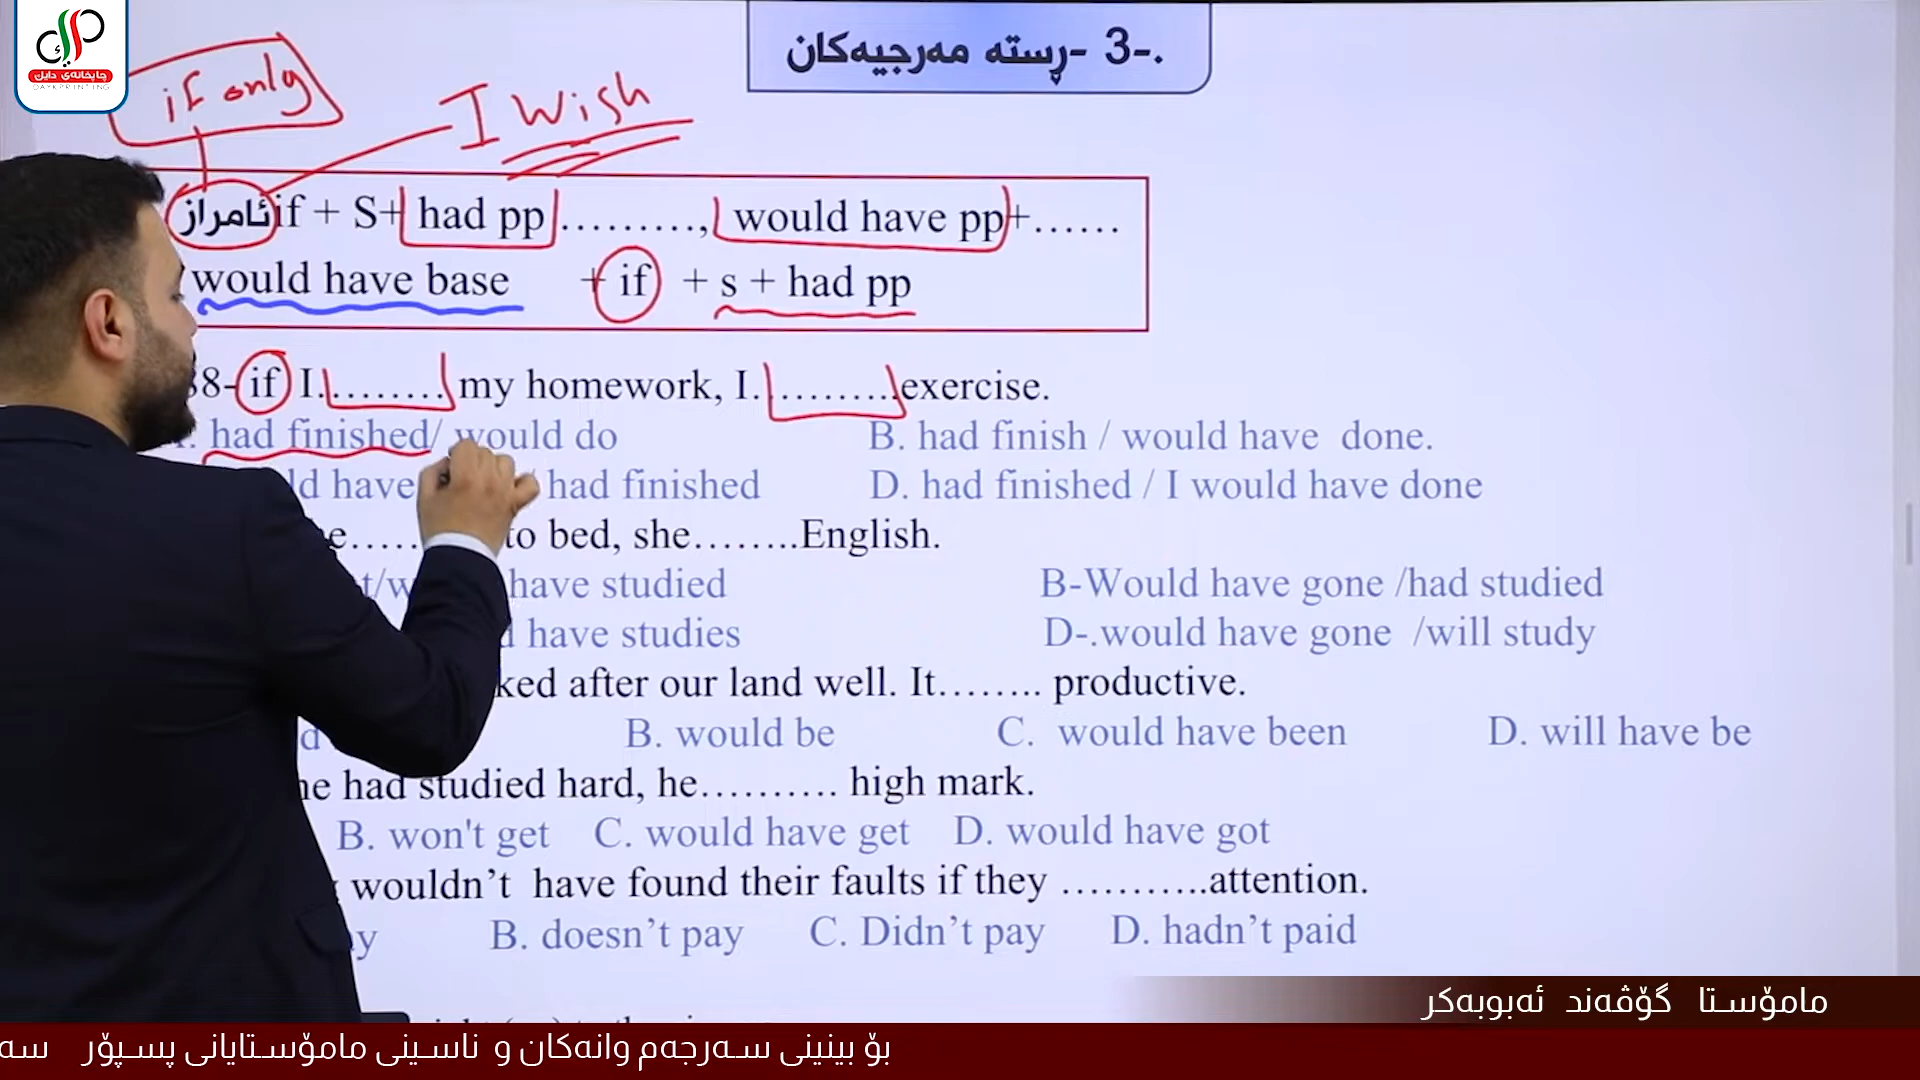 چاپخانەی دایک
DAYKPRINTING
3- -ڕستە مەرجیەکان.
if only
I wish
ئامراز if + S+ had pp ………, would have pp+……
would have base + if + s + had pp
8- if I ……… my homework, I. ……… exercise.
had finished/ would do B. had finish / would have done.
have / had finished D. had finished / I would have done
to bed, she……..English.
have studied B-Would have gone /had studied
have studies D-.would have gone /will study
after our land well. It…….. productive.
B. would be C. would have been D. will have be
had studied hard, he………. high mark.
B. won't get C. would have get D. would have got
wouldn’t have found their faults if they ………..attention.
B. doesn’t pay C. Didn’t pay D. hadn’t paid
مامۆستا گۆڤەند ئەبوبەکر
بۆ بینینی سەرجەم وانەکان و ناسینی مامۆستایانی پسپۆر